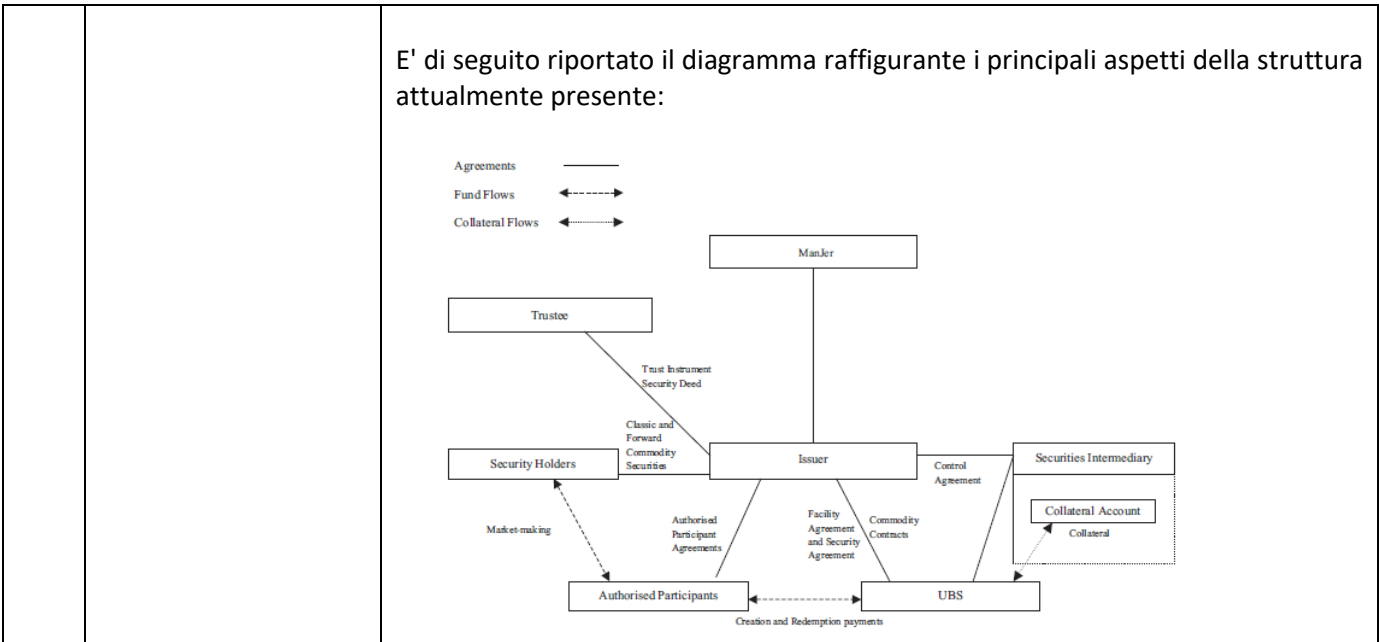 E' di seguito riportato il diagramma raffigurante i principali aspetti della struttura
attualmente presente:
Agreements
Fund Flows
Collateral Flows
ManJer
Trustee
Trust Instrument
Security Deed
Classic and
Forward
Commodity
Securities
Security Holders
Issuer
Control
Agreement
Securities Intermediary
Collateral Account
Collateral
Market-making
Authorised
Participant
Agreements
Facility
Agreement
and Security
Agreement
Commodity
Contracts
Authorised Participants
UBS
Creation and Redemption payments